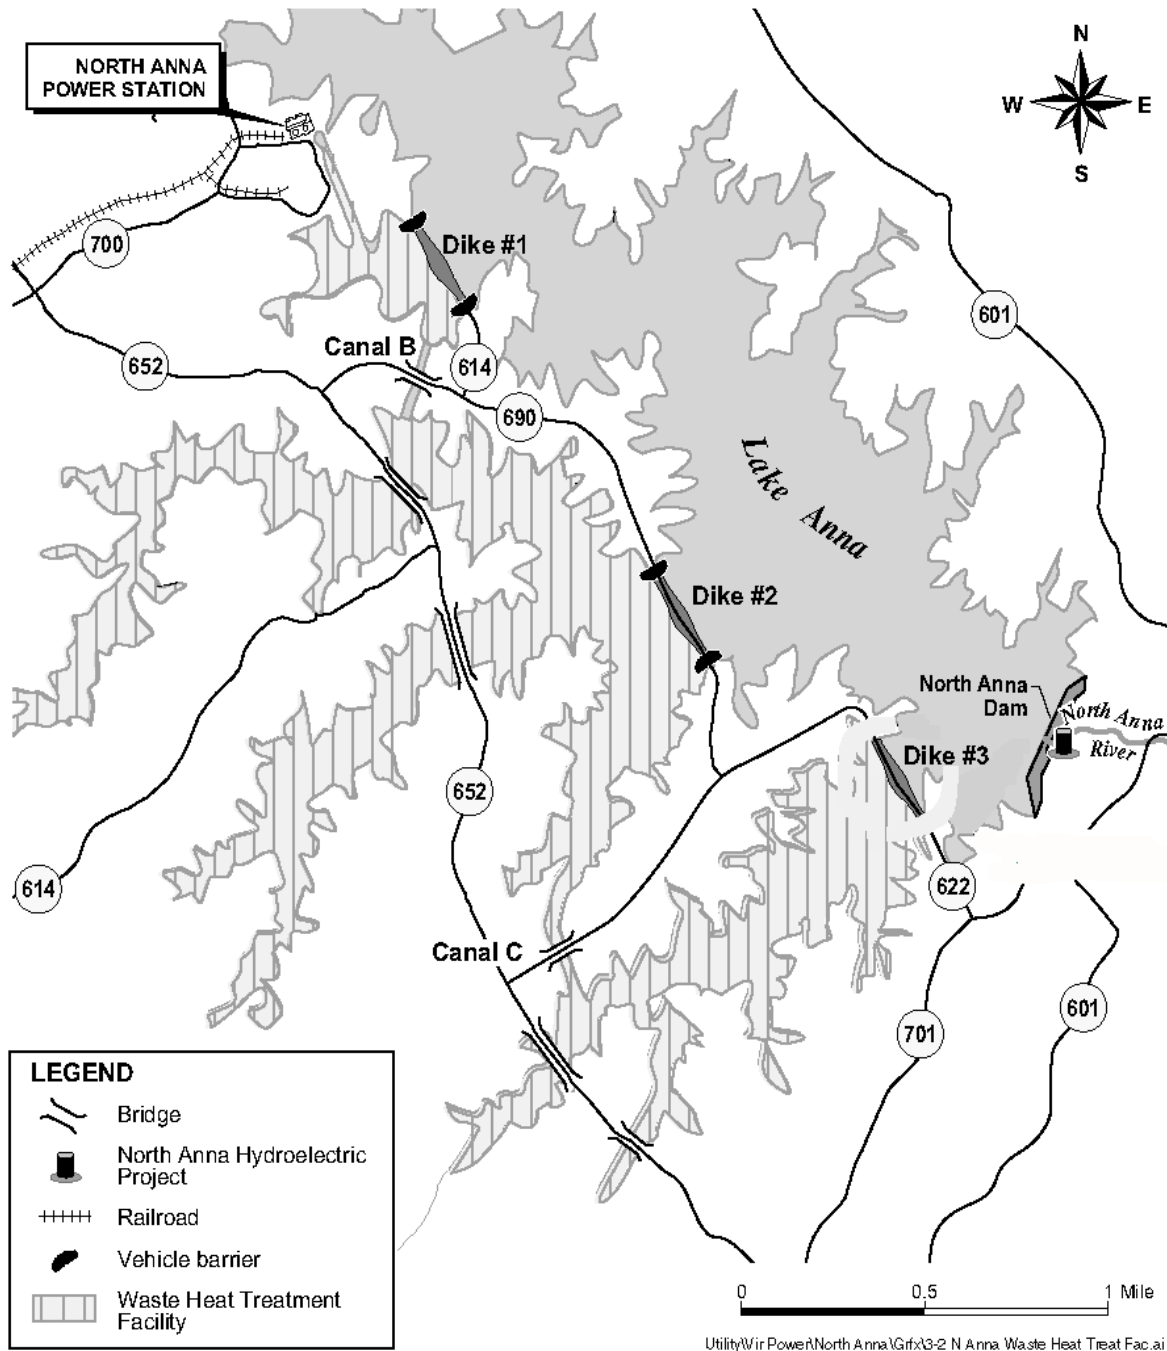 N
W
E
S
NORTH ANNA
POWER STATION
700
Dike #1
601
Canal B
652
614
690
Lake Anna
Dike #2
North Anna
Dam
North Anna
River
Dike #3
652
614
622
Canal C
601
701
LEGEND
Bridge
North Anna Hydroelectric
Project
Railroad
Vehicle barrier
Waste Heat Treatment
Facility
0
0.5
1 Mile
Utility\Vir Power\North Anna\Grfx\3-2 N Anna Waste Heat Treat Fac.ai